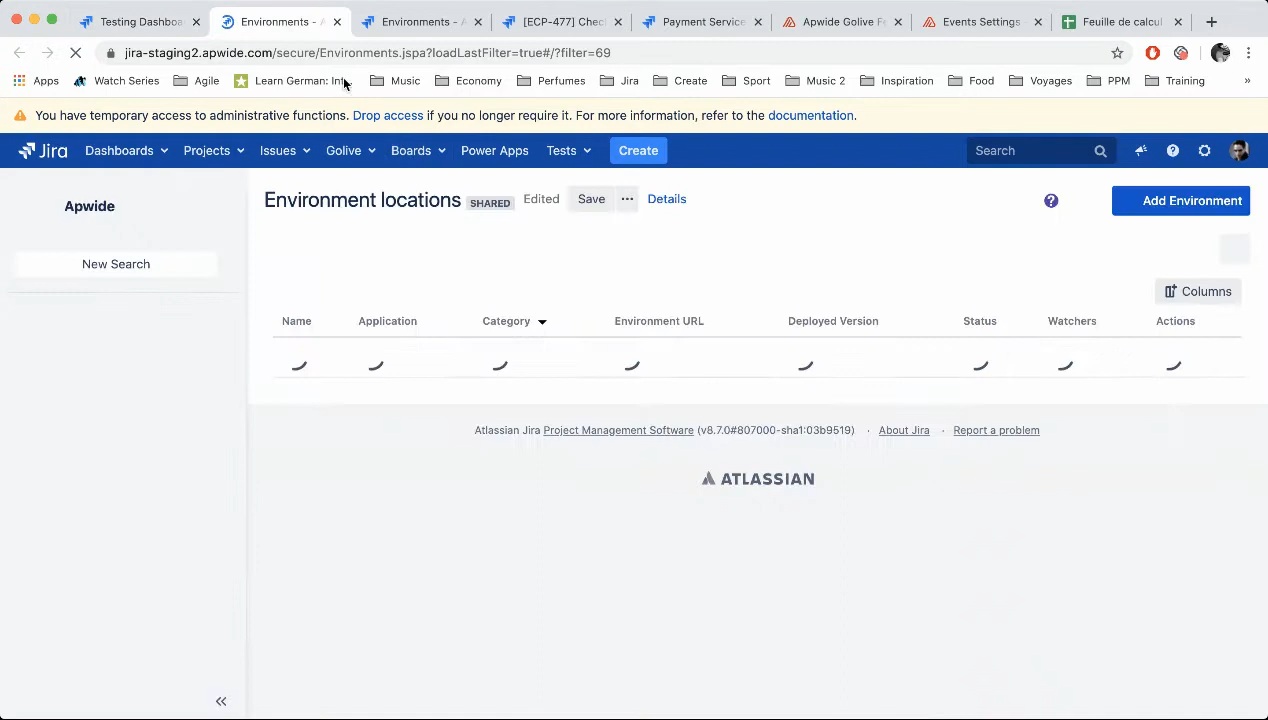 Testing Dashboa
Environments - A
Environments - A
[ECP-477] Chec
Payment Service
Apwide Golive Fe
Events Settings
Feuille de calcul
jira-staging2.apwide.com/secure/Environments.jspa?loadLastFilter=true#/?filter=69
Apps
Watch Series
Agile
Learn German: Int...
Music
Economy
Perfumes
Jira
Create
Sport
Music 2
Inspiration
Food
Voyages
PPM
Training
»
You have temporary access to administrative functions. Drop access if you no longer require it. For more information, refer to the documentation.
Jira
Dashboards
Projects
Issues
Golive
Boards
Power Apps
Tests
Create
Search
Apwide
New Search
Environment locations SHARED Edited Save ··· Details
Add Environment
Columns
Name Application Category Environment URL Deployed Version Status Watchers Actions
Atlassian Jira Project Management Software (v8.7.0#807000-sha1:03b9519) · About Jira · Report a problem
ATLASSIAN